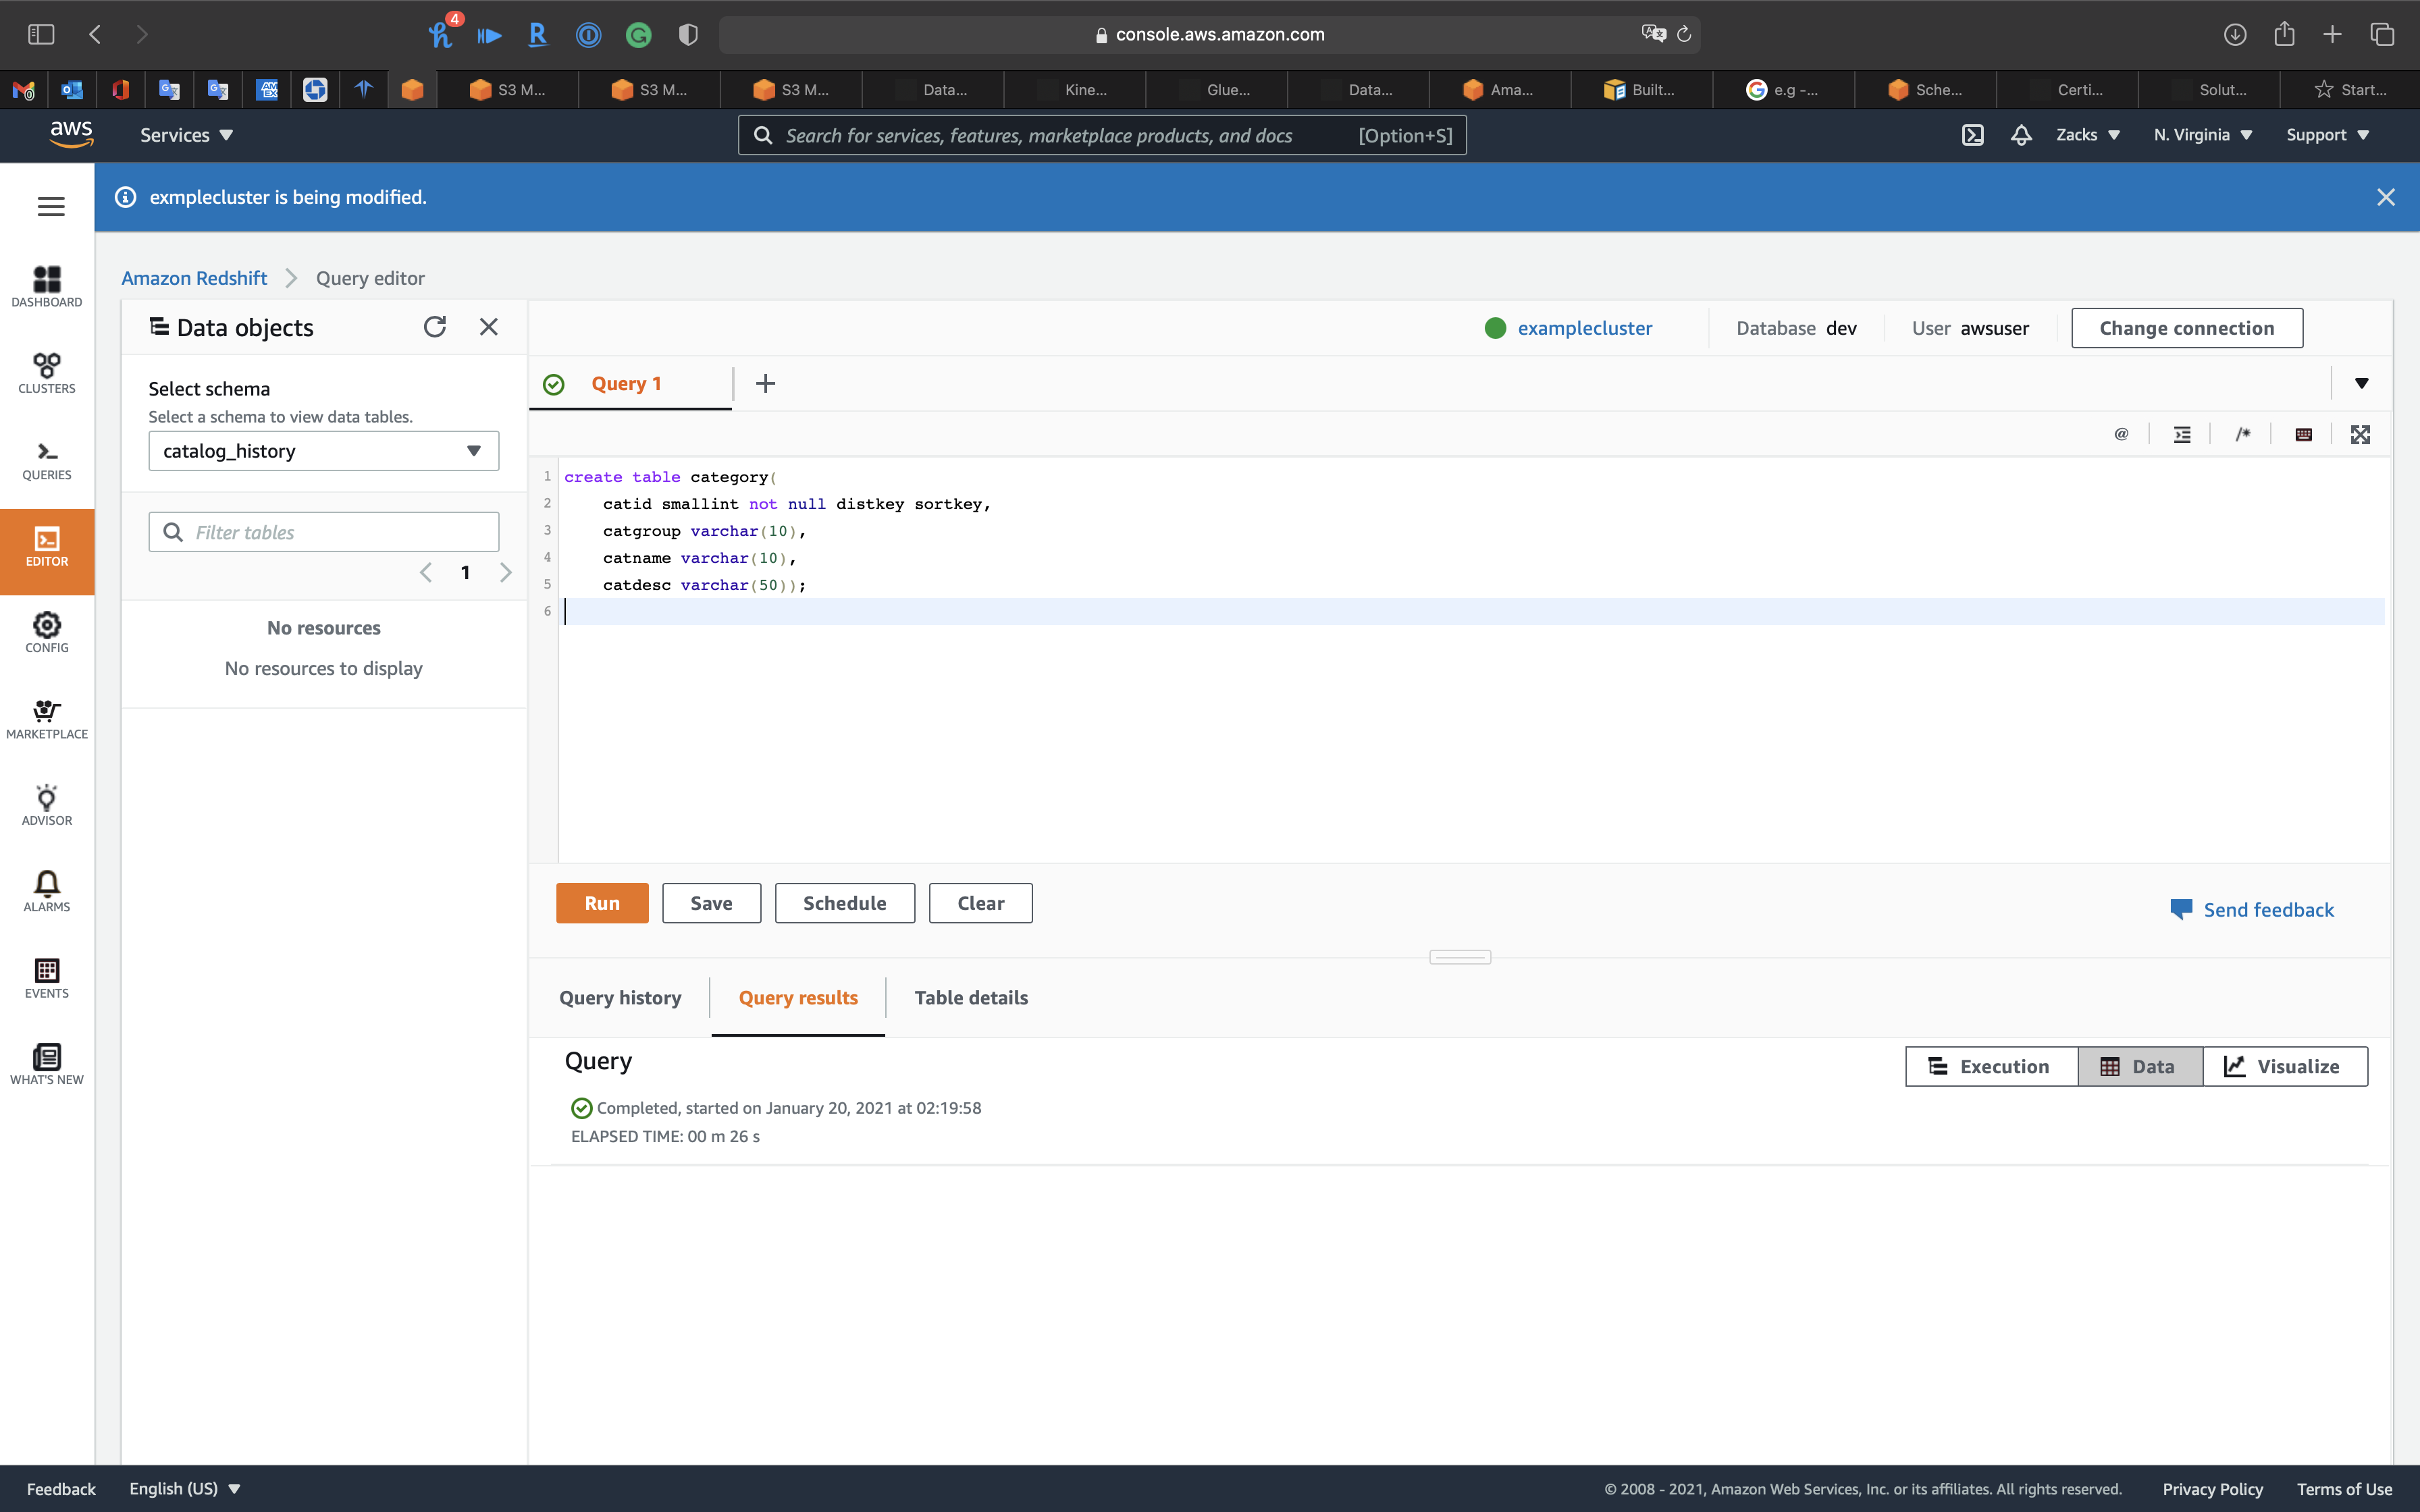 4
console.aws.amazon.com
S3 M...
S3 M...
S3 M...
Data...
Kine...
Glue...
Data...
Ama...
Built...
e.g -...
Sche...
Certi...
Solut...
Start...
aws
Services
Search for services, features, marketplace products, and docs [Option+S]
Zacks
N. Virginia
Support
exmplecluster is being modified.
DASHBOARD
CLUSTERS
QUERIES
EDITOR
CONFIG
MARKETPLACE
ADVISOR
ALARMS
EVENTS
WHAT'S NEW
Amazon Redshift > Query editor
Data objects
Select schema
Select a schema to view data tables.
catalog_history
Filter tables
1
No resources
No resources to display
examplecluster
Database dev
User awsuser
Change connection
Query 1
@
/*
1 create table category(
2 catid smallint not null distkey sortkey,
3 catgroup varchar(10),
4 catname varchar(10),
5 catdesc varchar(50));
6
Run
Save
Schedule
Clear
Send feedback
Query history
Query results
Table details
Query
Execution
Data
Visualize
Completed, started on January 20, 2021 at 02:19:58
ELAPSED TIME: 00 m 26 s
Feedback
English (US)
© 2008 - 2021, Amazon Web Services, Inc. or its affiliates. All rights reserved.
Privacy Policy
Terms of Use